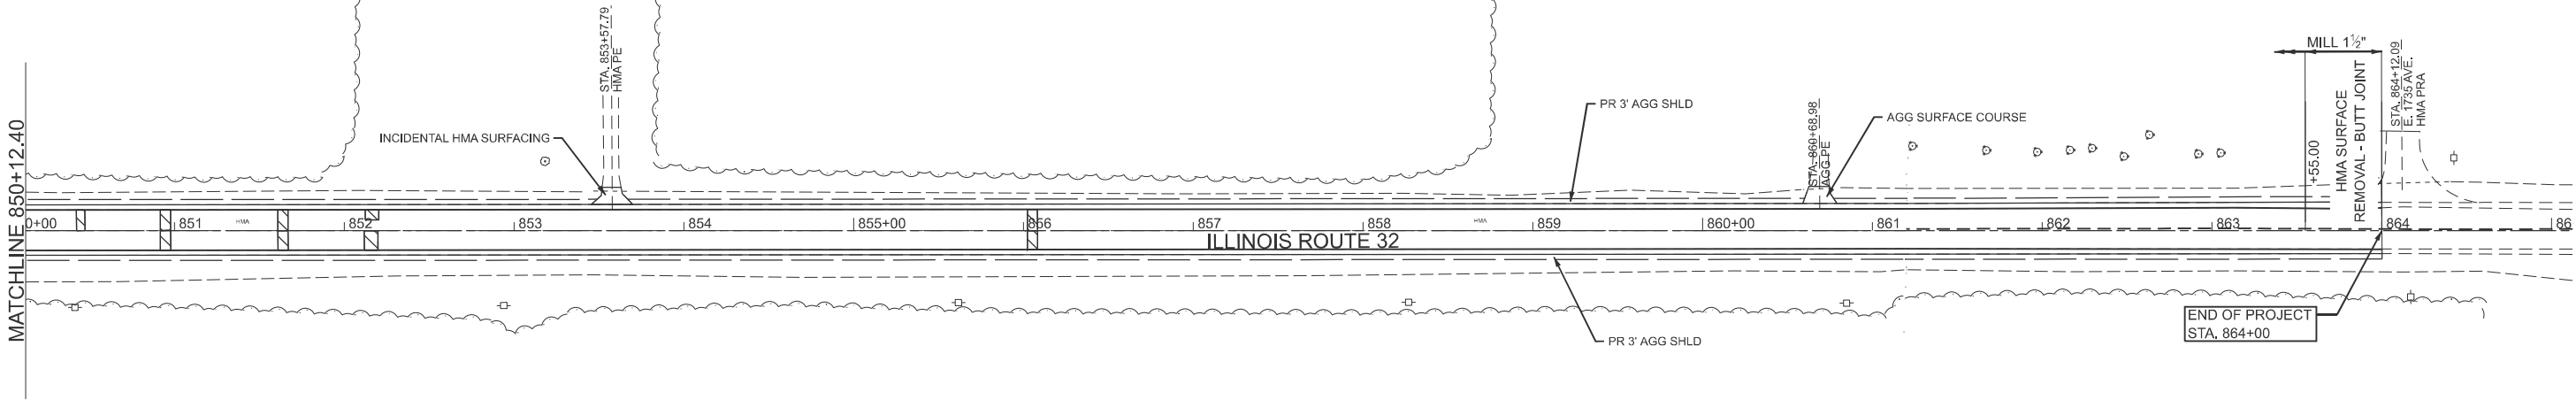 MATCHLINE 850+12.40
INCIDENTAL HMA SURFACING
STA. 853+57.79
HMA PE
PR 3' AGG SHLD
STA. 860+68.98
AGG PE
AGG SURFACE COURSE
MILL 1½"
+55.00
HMA SURFACE
REMOVAL - BUTT JOINT
STA. 864+12.09
E. 1735 AVE.
HMA PRA
0+00
851
HMA
852
853
854
855+00
856
857
858
HMA
859
860+00
861
862
863
864
86
ILLINOIS ROUTE 32
PR 3' AGG SHLD
END OF PROJECT
STA. 864+00